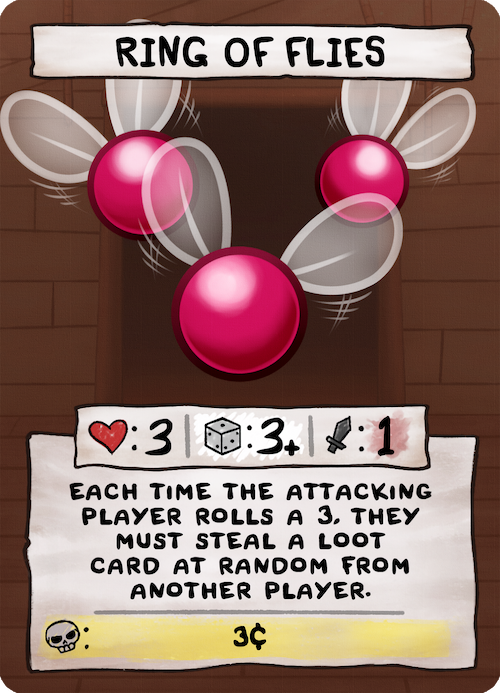 RING OF FLIES
:3 :3+ :1
EACH TIME THE ATTACKING
PLAYER ROLLS A 3, THEY
MUST STEAL A LOOT
CARD AT RANDOM FROM
ANOTHER PLAYER.
: 3¢